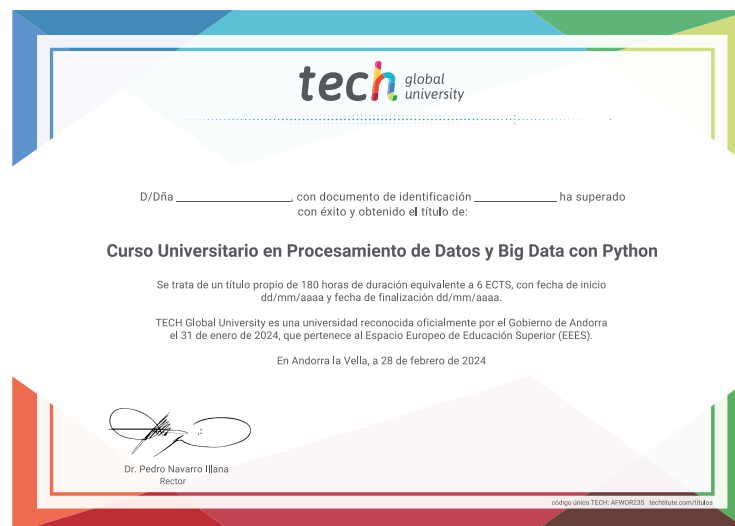 tech global
university
D/Dña ____________________, con documento de identificación ______________ ha superado
con éxito y obtenido el título de:
Curso Universitario en Procesamiento de Datos y Big Data con Python
Se trata de un título propio de 180 horas de duración equivalente a 6 ECTS, con fecha de inicio
dd/mm/aaaa y fecha de finalización dd/mm/aaaa.
TECH Global University es una universidad reconocida oficialmente por el Gobierno de Andorra
el 31 de enero de 2024, que pertenece al Espacio Europeo de Educación Superior (EEES).
En Andorra la Vella, a 28 de febrero de 2024
Dr. Pedro Navarro Illana
Rector
código único TECH: AFWOR23S techtitute.com/titulos